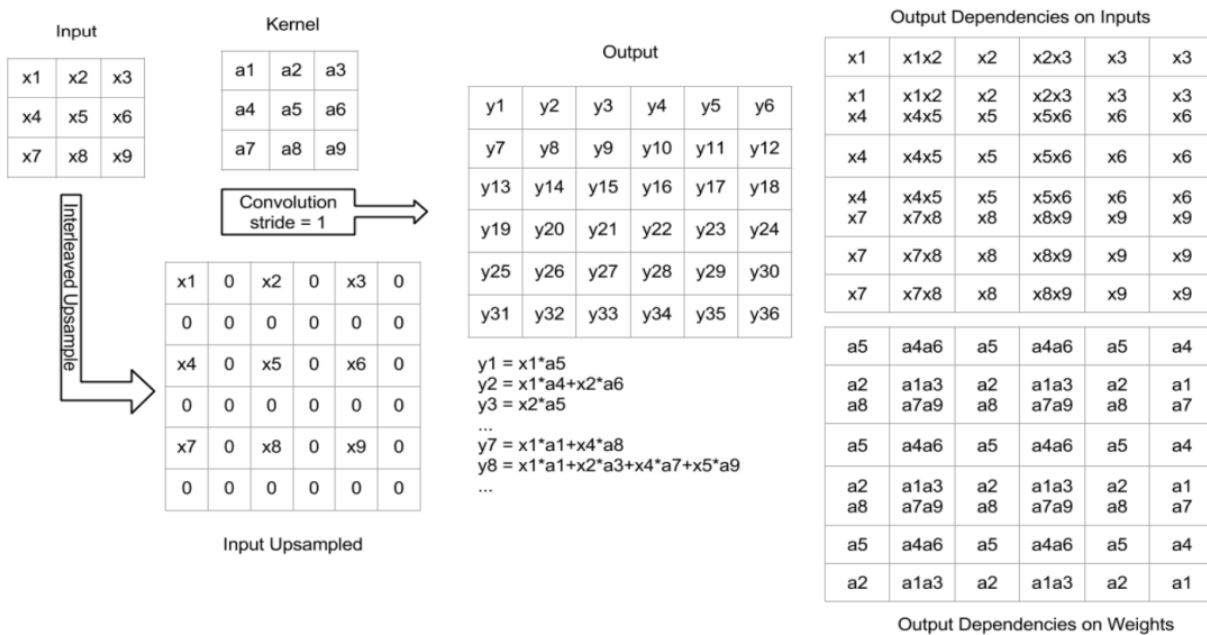 Input
x1 x2 x3
x4 x5 x6
x7 x8 x9
Kernel
a1 a2 a3
a4 a5 a6
a7 a8 a9
Convolution
stride = 1
Interleaved Upsample
x1 0 x2 0 x3 0
0 0 0 0 0 0
x4 0 x5 0 x6 0
0 0 0 0 0 0
x7 0 x8 0 x9 0
0 0 0 0 0 0
Input Upsampled
Output
y1 y2 y3 y4 y5 y6
y7 y8 y9 y10 y11 y12
y13 y14 y15 y16 y17 y18
y19 y20 y21 y22 y23 y24
y25 y26 y27 y28 y29 y30
y31 y32 y33 y34 y35 y36
y1 = x1*a5
y2 = x1*a4+x2*a6
y3 = x2*a5
...
y7 = x1*a1+x4*a8
y8 = x1*a1+x2*a3+x4*a7+x5*a9
...
Output Dependencies on Inputs
x1 x1x2 x2 x2x3 x3 x3
x1 x1x2 x2 x2x3 x3 x3
x4 x4x5 x5 x5x6 x6 x6
x4 x4x5 x5 x5x6 x6 x6
x4 x4x5 x5 x5x6 x6 x6
x7 x7x8 x8 x8x9 x9 x9
x7 x7x8 x8 x8x9 x9 x9
x7 x7x8 x8 x8x9 x9 x9
a5 a4a6 a5 a4a6 a5 a4
a2 a1a3 a2 a1a3 a2 a1
a8 a7a9 a8 a7a9 a8 a7
a5 a4a6 a5 a4a6 a5 a4
a2 a1a3 a2 a1a3 a2 a1
a8 a7a9 a8 a7a9 a8 a7
a5 a4a6 a5 a4a6 a5 a4
a2 a1a3 a2 a1a3 a2 a1
Output Dependencies on Weights